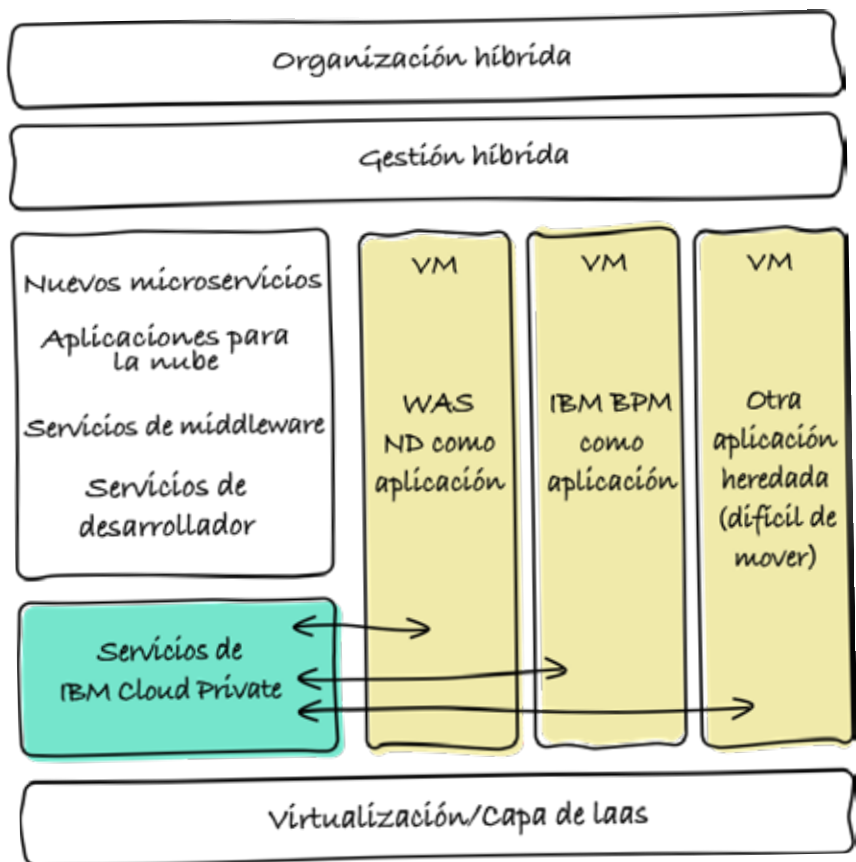 Organización híbrida
Gestión híbrida
Nuevos microservicios
Aplicaciones para
la nube
Servicios de middleware
Servicios de
desarrollador
VM
WAS
ND como
aplicación
VM
IBM BPM
como
aplicación
VM
Otra
aplicación
heredada
(difícil de
mover)
Servicios de
IBM Cloud Private
Virtualización/Capa de laas